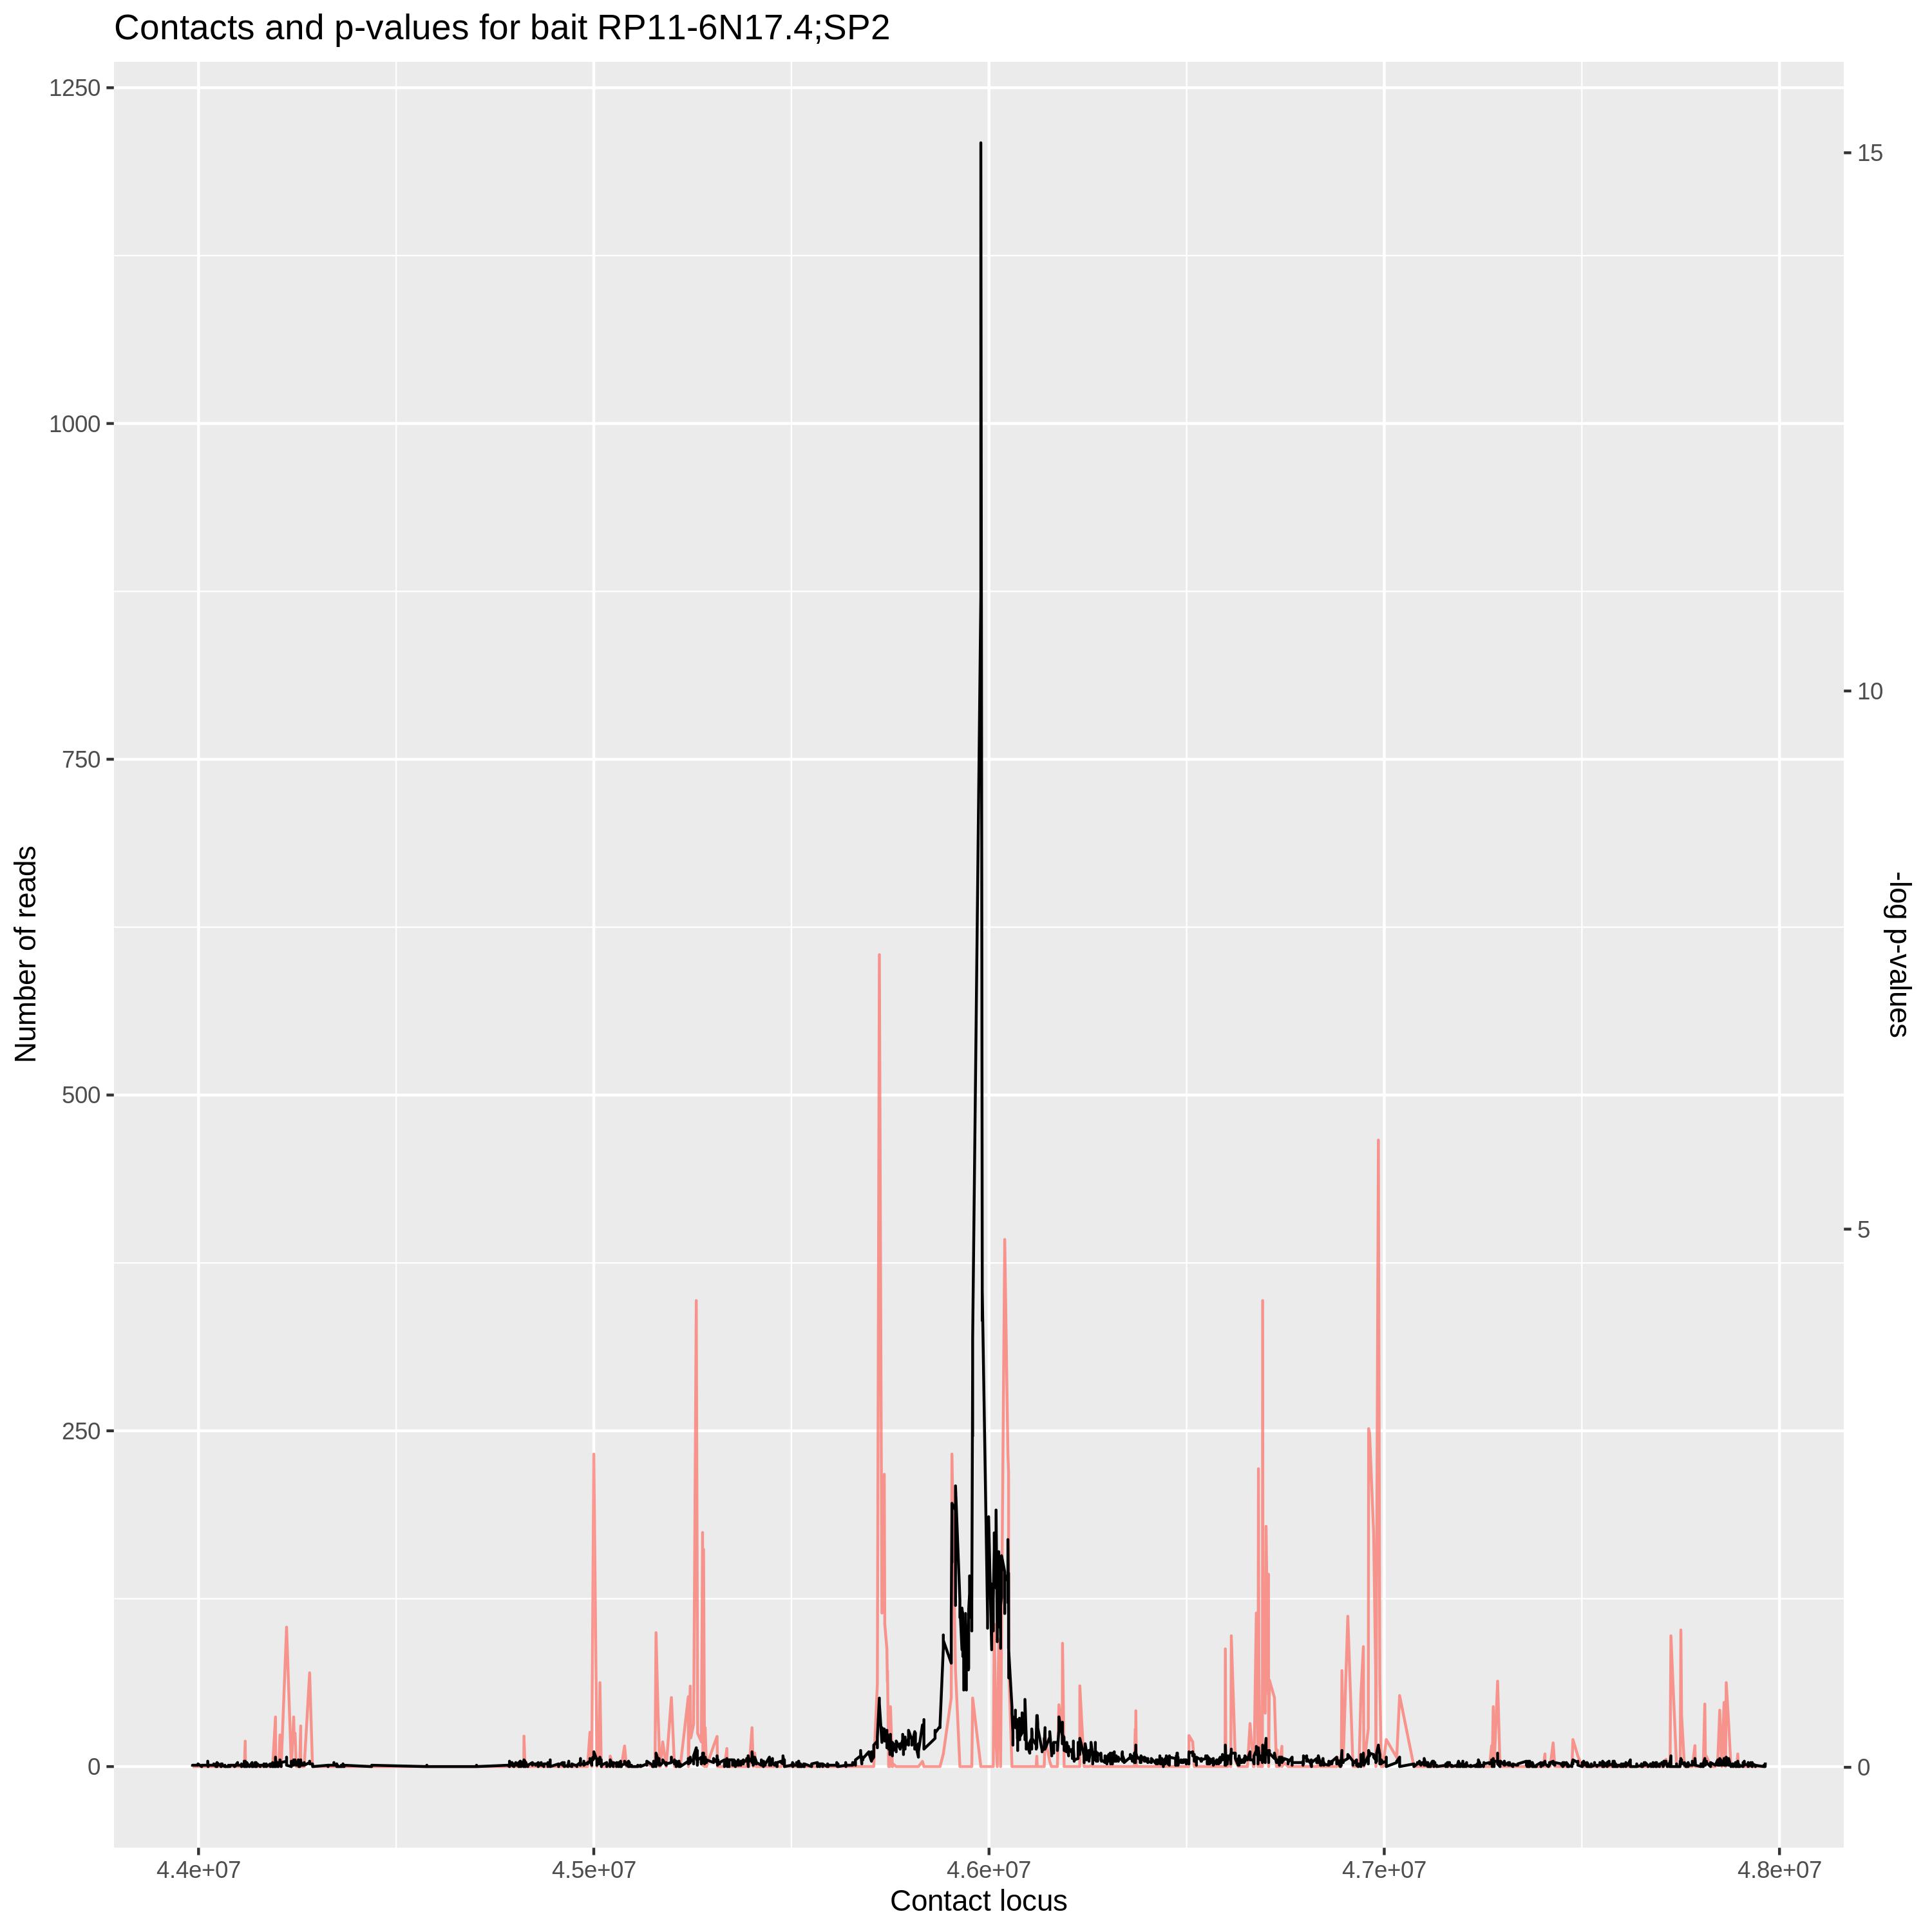 Contacts and p-values for bait RP11-6N17.4;SP2
1250
1000
750
500
250
0
Number of reads
15
10
5
0
-log p-values
4.4e+07
4.5e+07
4.6e+07
4.7e+07
4.8e+07
Contact locus